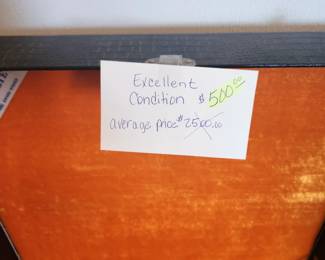 Excellent
Condition $500.00
average price $2500.00